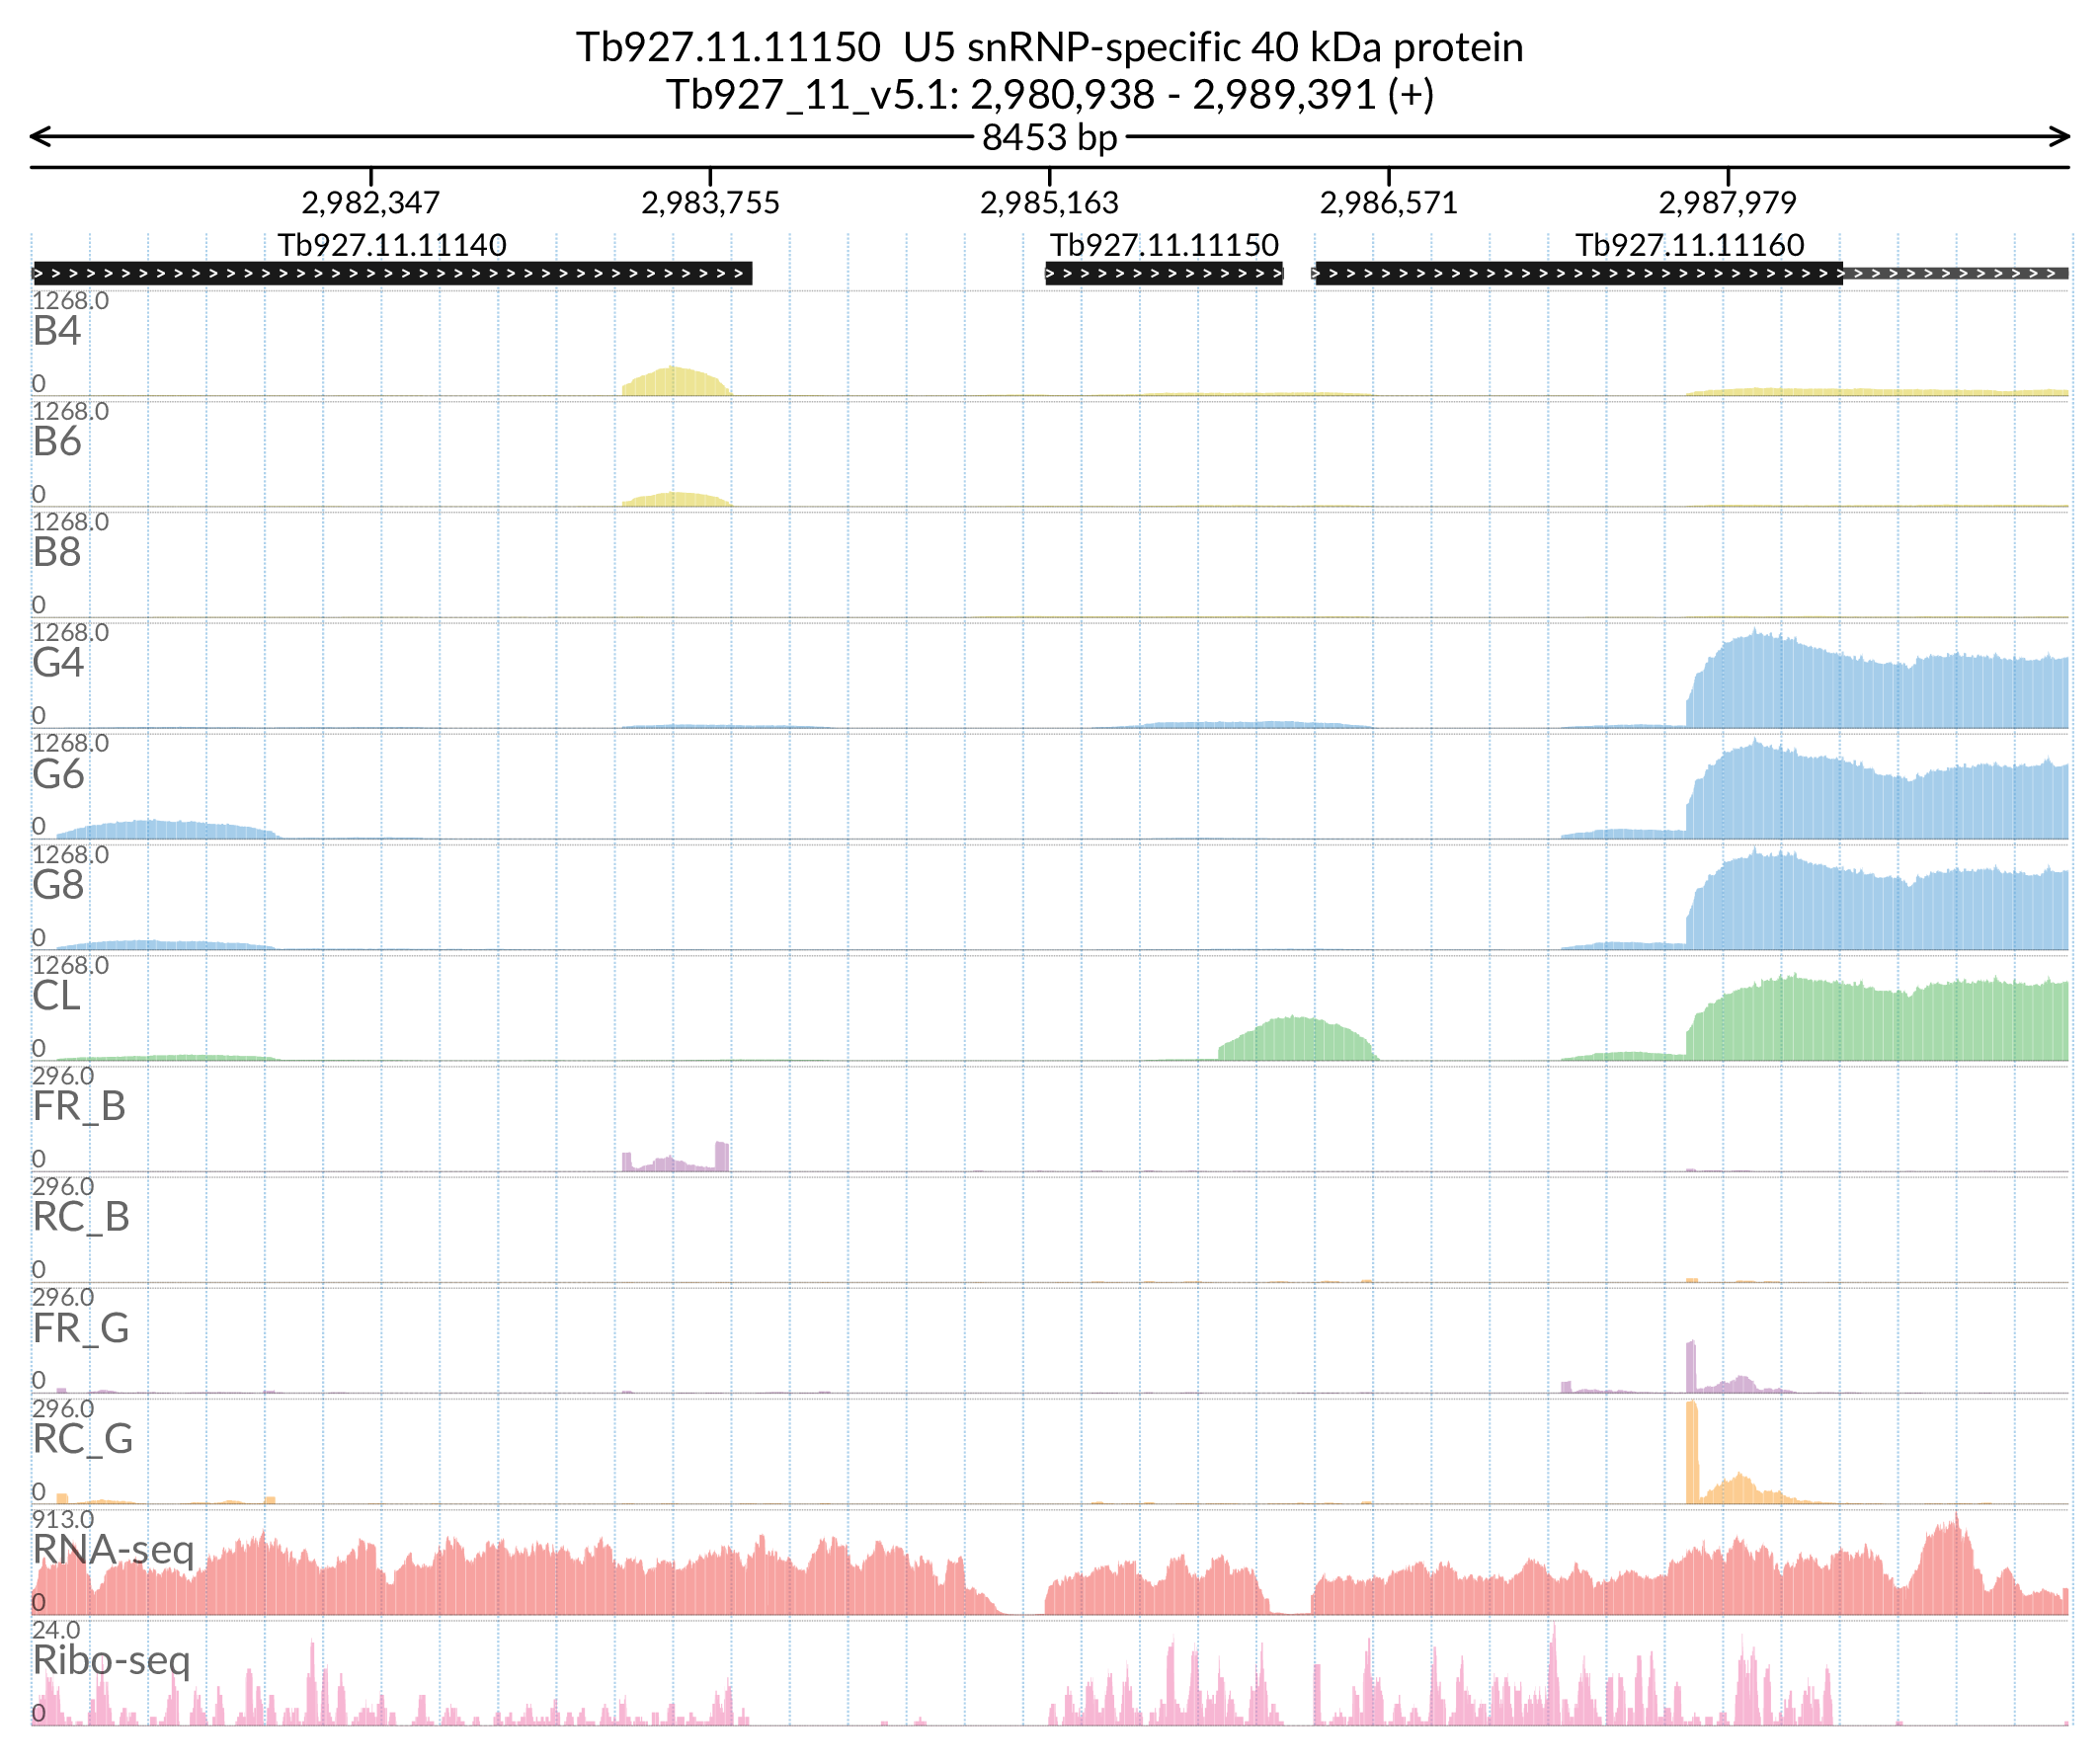 Tb927.11.11150  U5 snRNP-specific 40 kDa protein
Tb927_11_v5.1: 2,980,938 - 2,989,391 (+)
8453 bp
2,982,347 2,983,755 2,985,163 2,986,571 2,987,979
Tb927.11.11140 Tb927.11.11150 Tb927.11.11160
1268.0
B4
0
1268.0
B6
0
1268.0
B8
0
1268.0
G4
0
1268.0
G6
0
1268.0
G8
0
1268.0
CL
0
296.0
FR_B
0
296.0
RC_B
0
296.0
FR_G
0
296.0
RC_G
0
913.0
RNA-seq
0
24.0
Ribo-seq
0